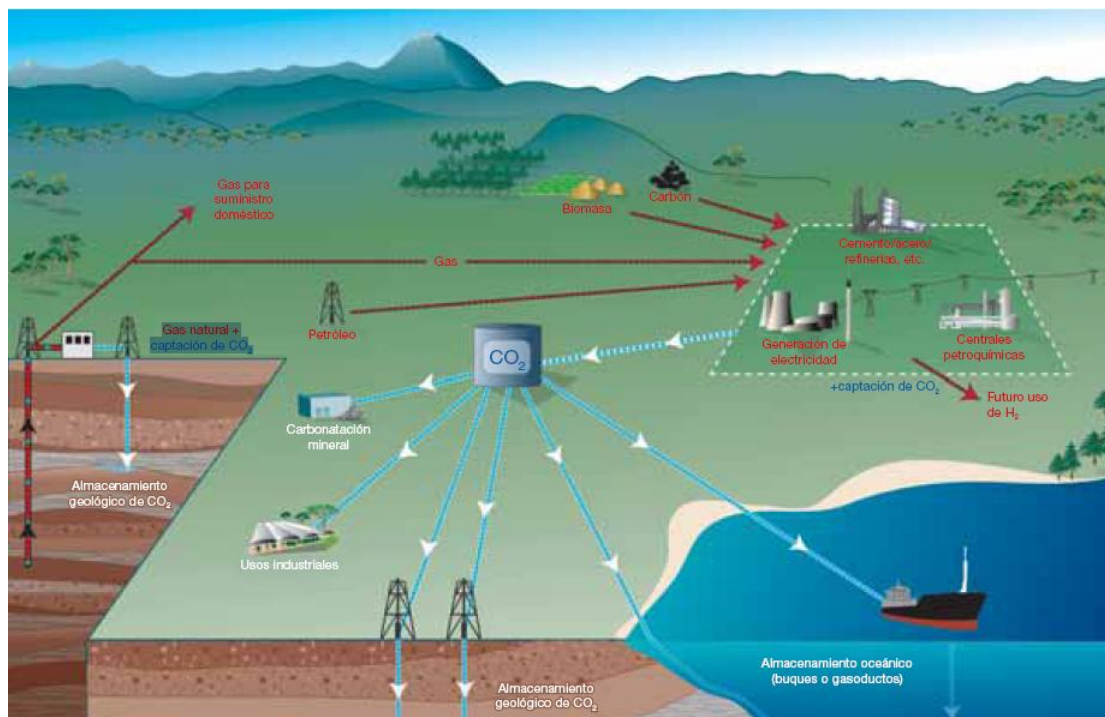 Gas para
suministro
doméstico
Biomasa
Carbón
Cemento/acero/
refinerías, etc.
Gas
Petróleo
Gas natural +
captación de CO₂
CO₂
Generación de
electricidad
Centrales
petroquímicas
+captación de CO₂
Futuro uso
de H₂
Carbonatación
mineral
Almacenamiento
geológico de CO₂
Usos industriales
Almacenamiento oceánico
(buques o gasoductos)
Almacenamiento
geológico de CO₂